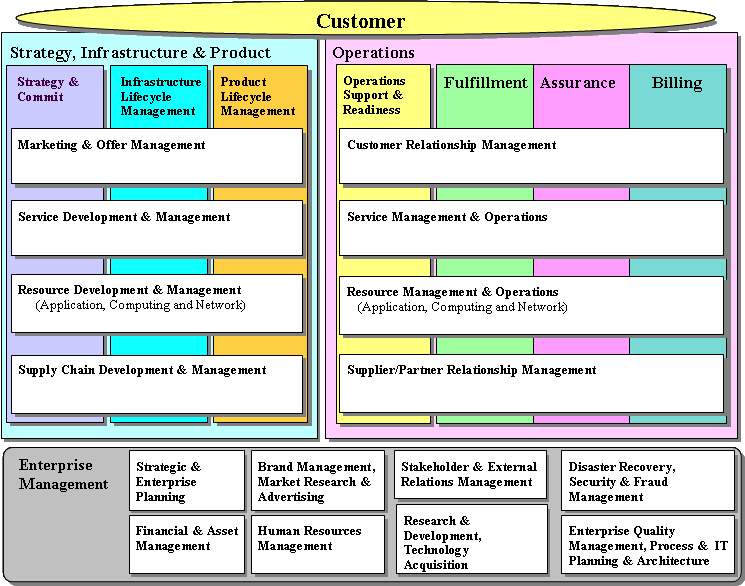 Customer
Strategy, Infrastructure & Product
Strategy &
Commit
Infrastructure
Lifecycle
Management
Product
Lifecycle
Management
Marketing & Offer Management
Service Development & Management
Resource Development & Management
(Application, Computing and Network)
Supply Chain Development & Management
Operations
Operations
Support &
Readiness
Fulfillment
Assurance
Billing
Customer Relationship Management
Service Management & Operations
Resource Management & Operations
(Application, Computing and Network)
Supplier/Partner Relationship Management
Enterprise
Management
Strategic &
Enterprise
Planning
Brand Management,
Market Research &
Advertising
Stakeholder & External
Relations Management
Disaster Recovery,
Security & Fraud
Management
Financial & Asset
Management
Human Resources
Management
Research &
Development,
Technology
Acquisition
Enterprise Quality
Management, Process & IT
Planning & Architecture